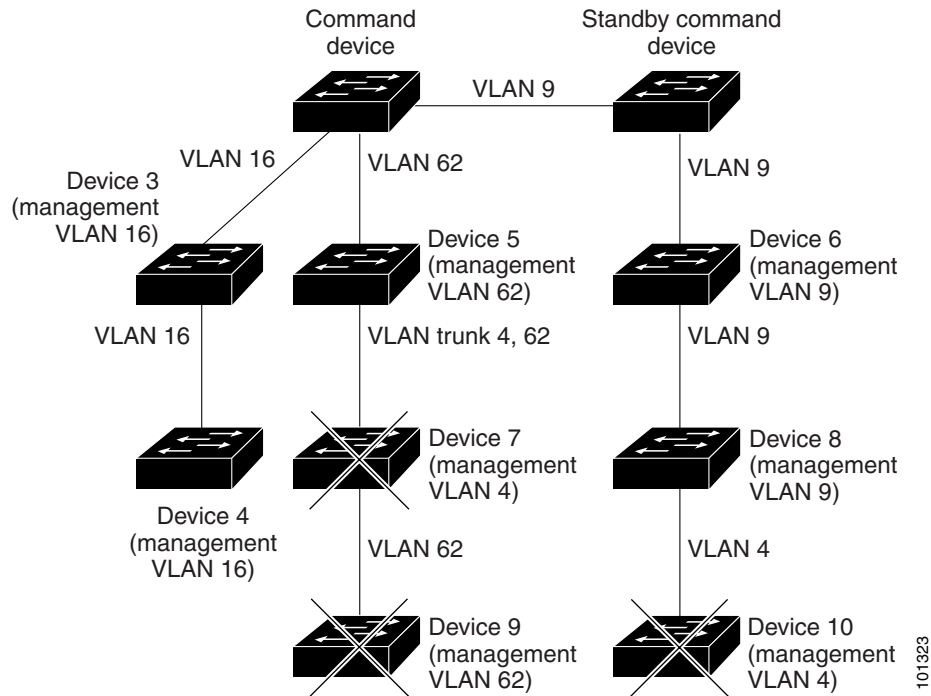 Command
device
Standby command
device
VLAN 9
VLAN 16
VLAN 62
VLAN 9
Device 3
(management
VLAN 16)
Device 5
(management
VLAN 62)
Device 6
(management
VLAN 9)
VLAN 16
VLAN trunk 4, 62
VLAN 9
Device 7
(management
VLAN 4)
Device 8
(management
VLAN 9)
Device 4
(management
VLAN 16)
VLAN 62
VLAN 4
Device 9
(management
VLAN 62)
Device 10
(management
VLAN 4)
101323